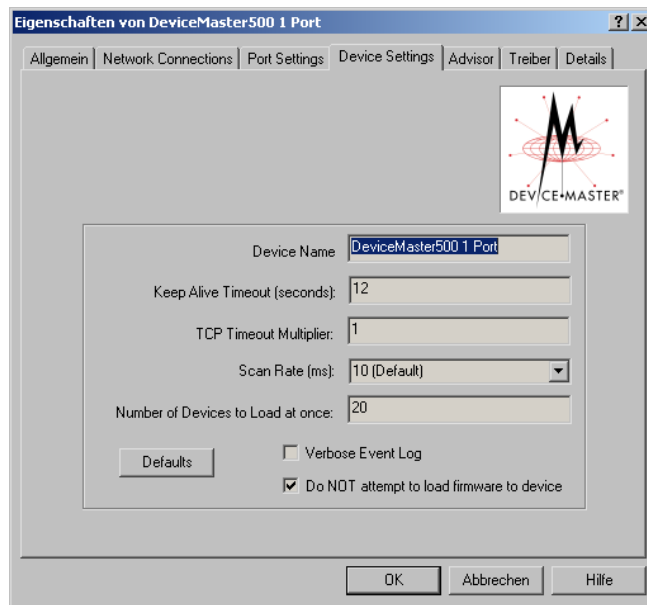 Eigenschaften von DeviceMaster500 1 Port
Allgemein Network Connections Port Settings Device Settings Advisor Treiber Details
DEVICE•MASTER®
Device Name DeviceMaster500 1 Port
Keep Alive Timeout (seconds): 12
TCP Timeout Multiplier: 1
Scan Rate (ms): 10 (Default)
Number of Devices to Load at once: 20
Defaults
Verbose Event Log
Do NOT attempt to load firmware to device
OK Abbrechen Hilfe